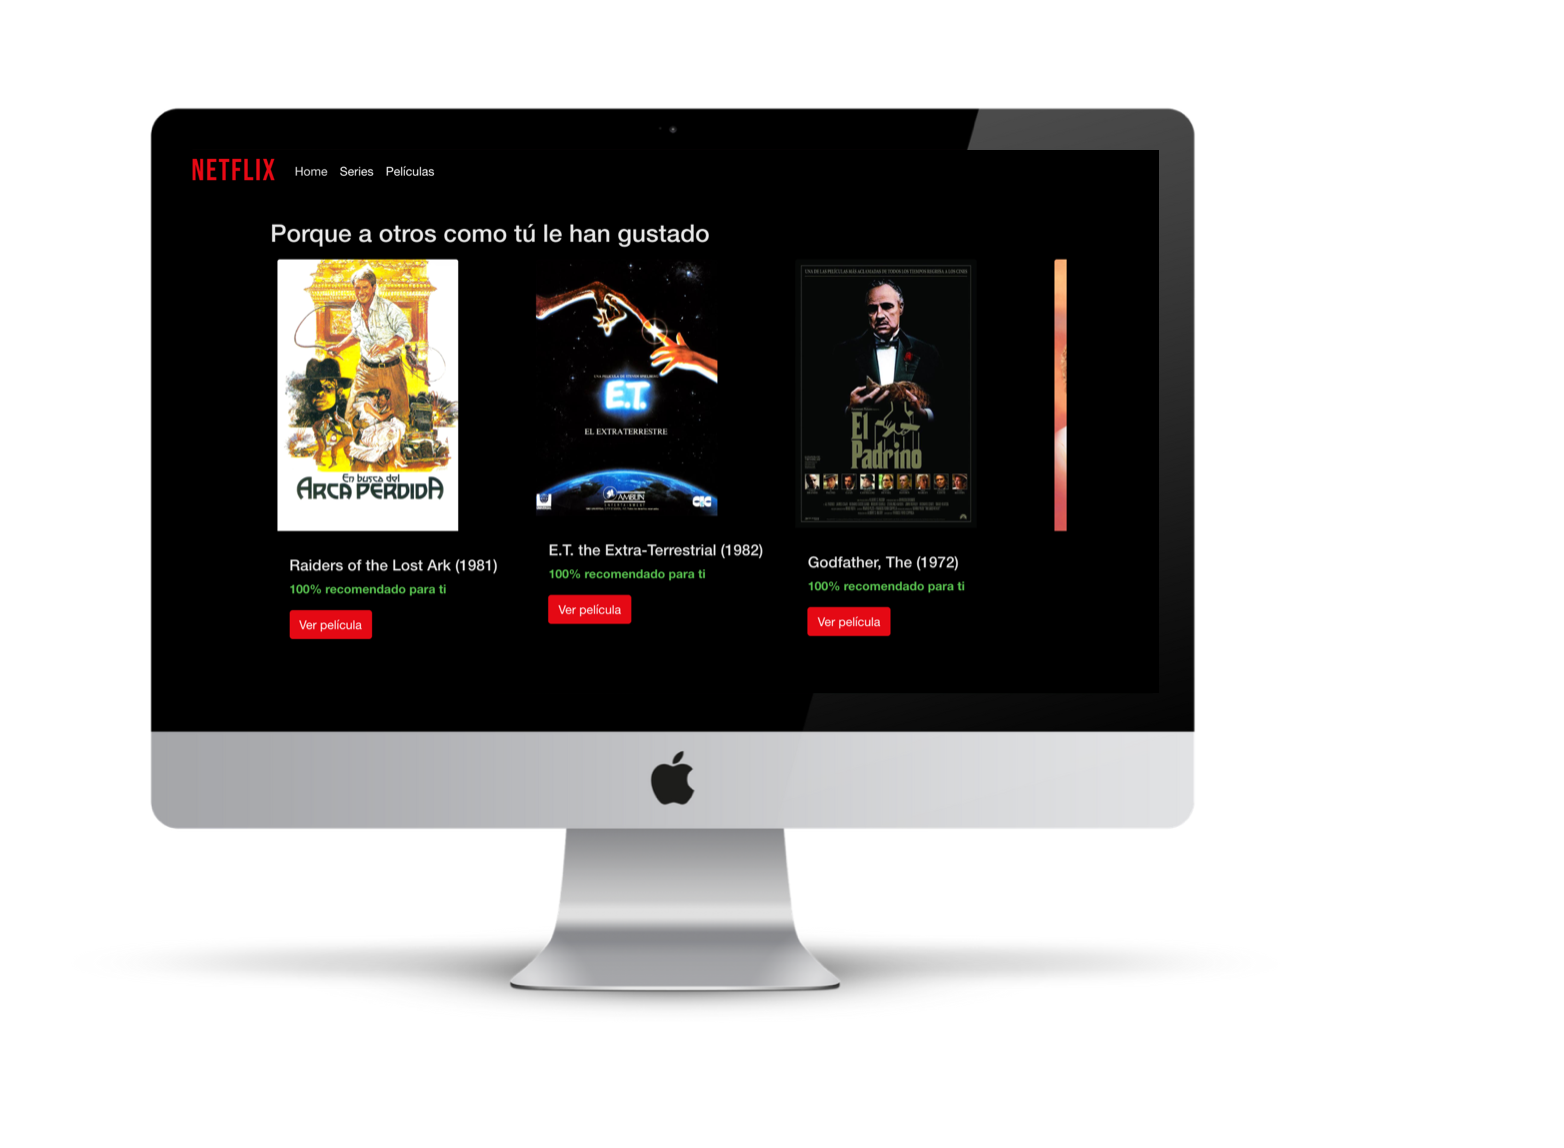 NETFLIX Home Series Películas
Porque a otros como tú le han gustado
En busca del
ARCA PERDIDA
E.T.
EL EXTRATERRESTRE
AMBLIN
CIC
El
Padrino
Raiders of the Lost Ark (1981)
100% recomendado para ti
Ver película
E.T. the Extra-Terrestrial (1982)
100% recomendado para ti
Ver película
Godfather, The (1972)
100% recomendado para ti
Ver película